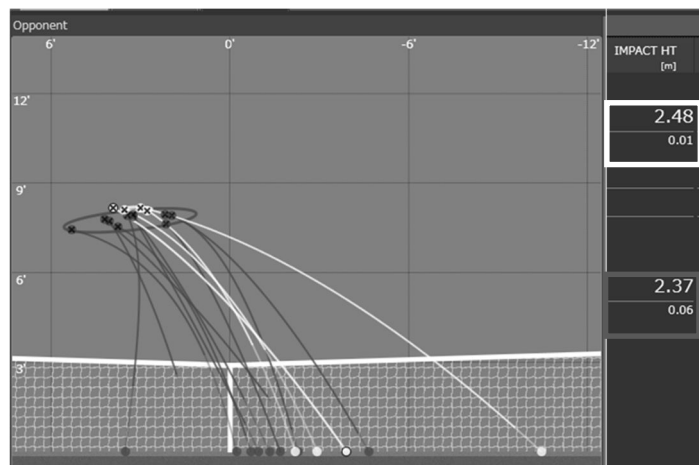 Opponent
6' 0' -6' -12'
12'
9'
6'
3'
IMPACT HT
[m]
2.48
0.01
2.37
0.06